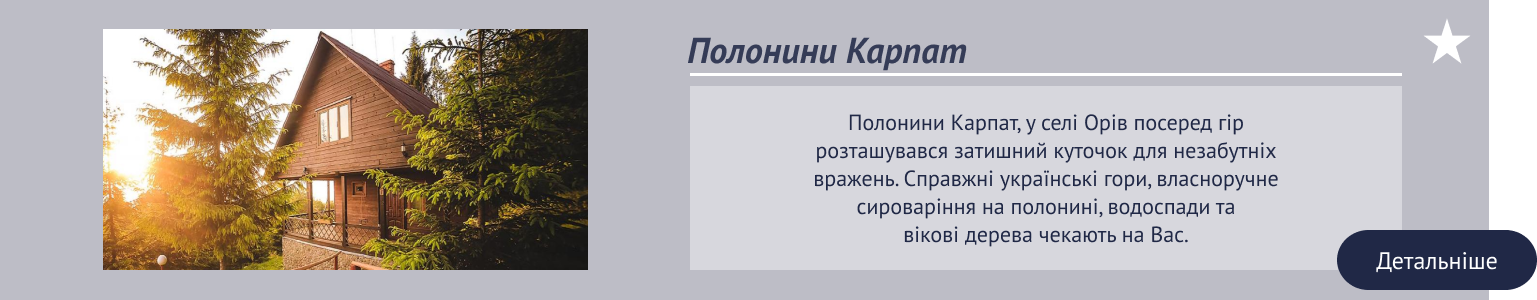 Полонини Карпат
Полонини Карпат, у селі Орів посеред гір
розташувався затишний куточок для незабутніх
вражень. Справжні українські гори, власноручне
сироваріння на полонині, водоспади та
вікові дерева чекають на Вас.
Детальніше